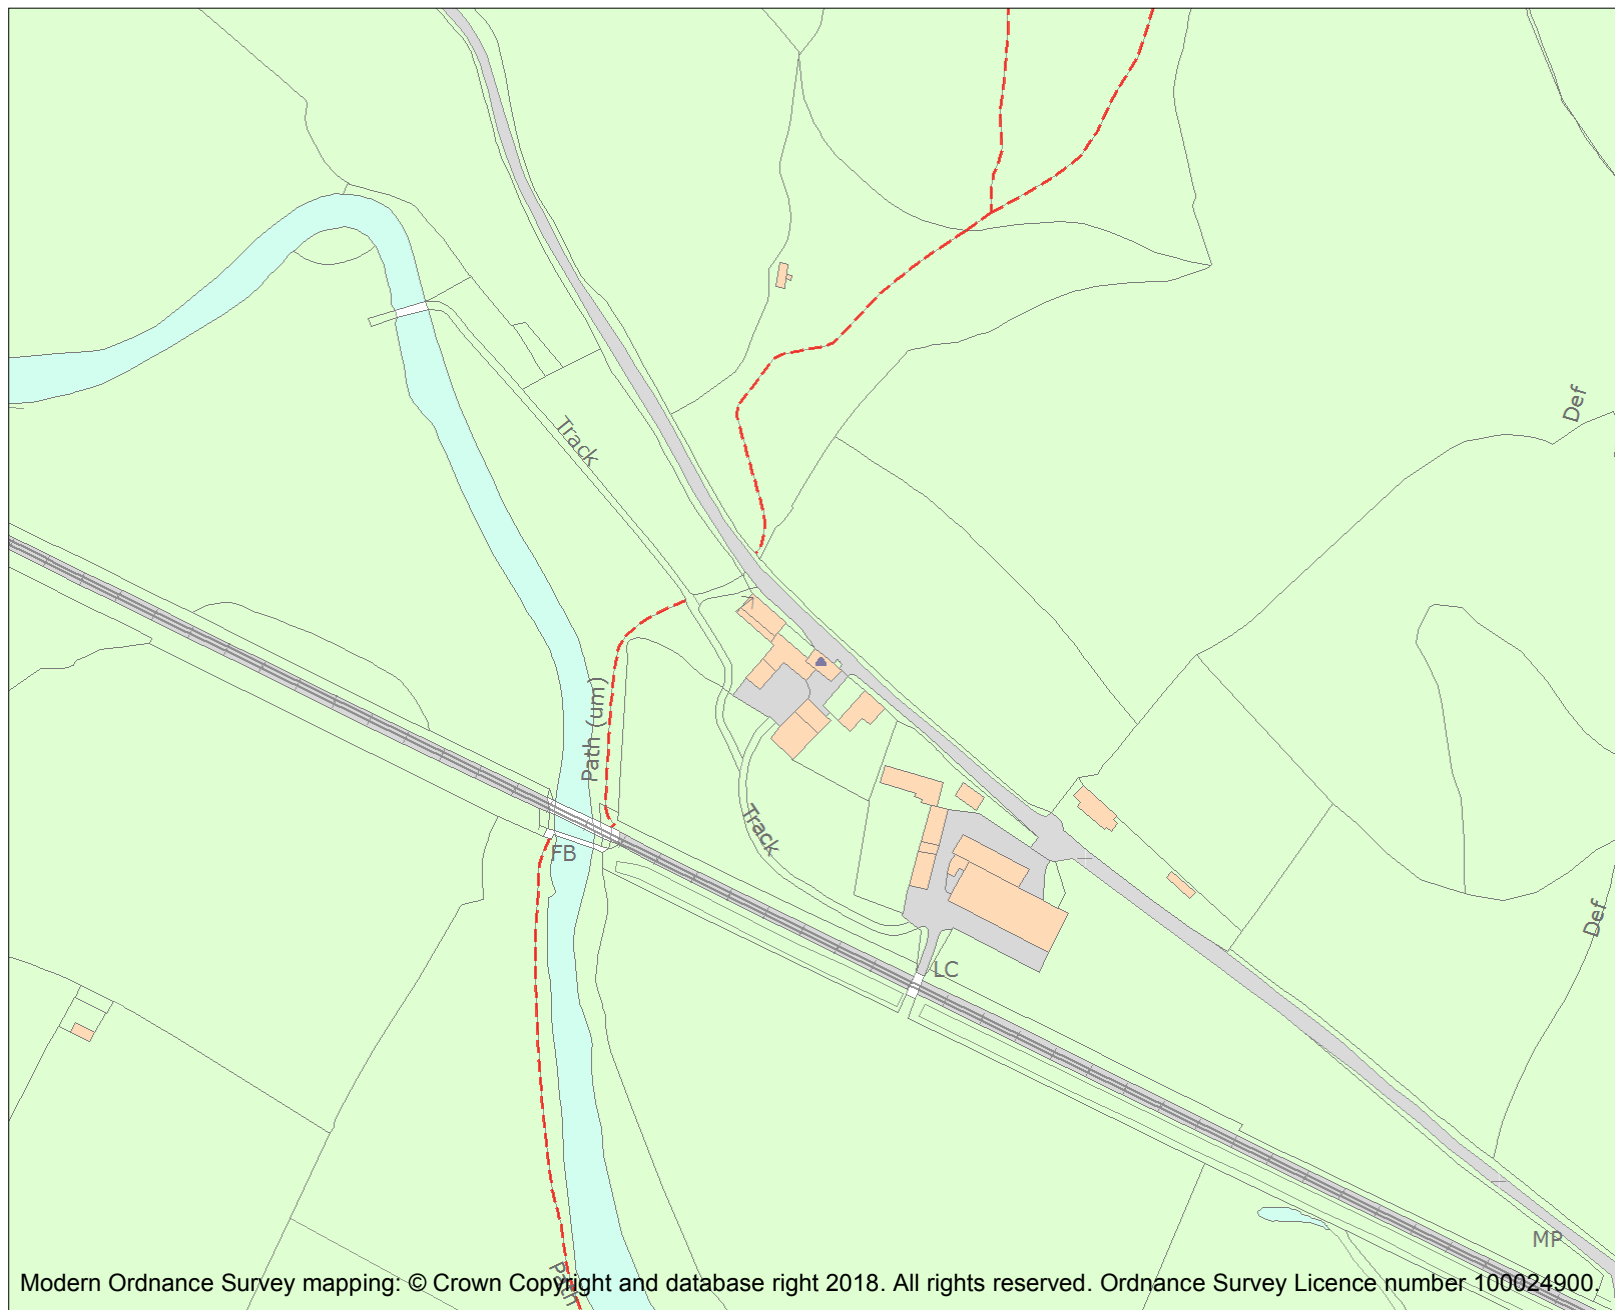 Def
Track
Path (um)
Track
FB
Def
LC
MP
Path
Modern Ordnance Survey mapping: © Crown Copyright and database right 2018. All rights reserved. Ordnance Survey Licence number 100024900.